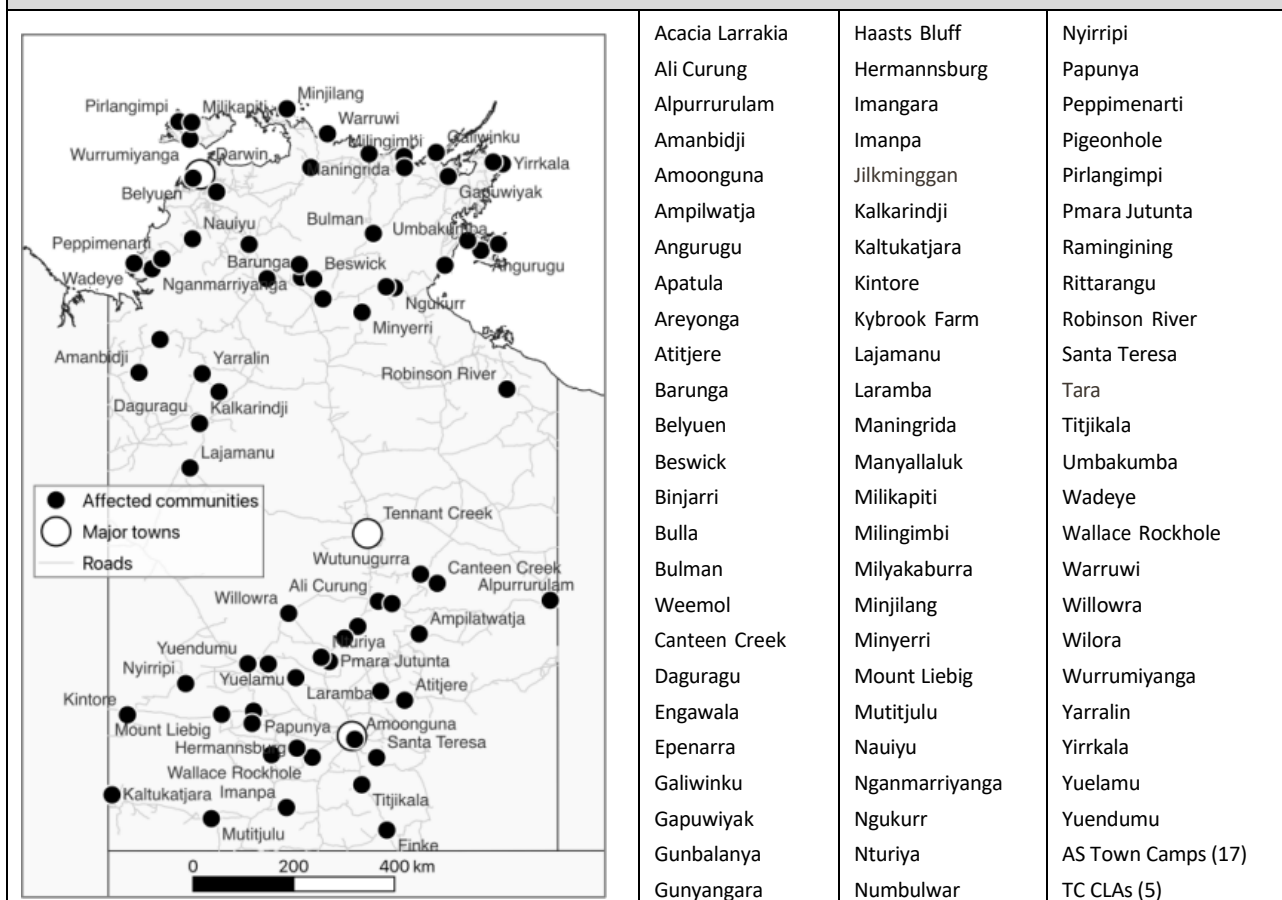 Pirlangimpi
Milikapiti
Minjilang
Warruwi
Milingimbi
Galiwinku
Wurrumiyanga
Darwin
Maningrida
Yirrkala
Belyuen
Gapuwiyak
Nauiyu
Bulman
Umbakumba
Peppimenarti
Barunga
Beswick
Angurugu
Wadeye
Nganmarriyanga
Ngukurr
Minyerri
Amanbidji
Yarralin
Robinson River
Daguragu
Kalkarindji
Lajamanu
Affected communities
Major towns
Roads
Tennant Creek
Wutunugurra
Canteen Creek
Ali Curung
Alpurrurulam
Willowra
Ampilatwatja
Nturiya
Yuendumu
Pmara Jutunta
Nyirripi
Yuelamu
Laramba
Atitjere
Kintore
Mount Liebig
Papunya
Amoonguna
Hermannsburg
Santa Teresa
Wallace Rockhole
Kaltukatjara
Imanpa
Titjikala
Mutitjulu
Finke
0 200 400 km
Acacia Larrakia
Ali Curung
Alpurrurulam
Amanbidji
Amoonguna
Ampilwatja
Angurugu
Apatula
Areyonga
Atitjere
Barunga
Belyuen
Beswick
Binjarri
Bulla
Bulman
Weemol
Canteen Creek
Daguragu
Engawala
Epenarra
Galiwinku
Gapuwiyak
Gunbalanya
Gunyangara
Haasts Bluff
Hermannsburg
Imangara
Imanpa
Jilkminggan
Kalkarindji
Kaltukatjara
Kintore
Kybrook Farm
Lajamanu
Laramba
Maningrida
Manyallaluk
Milikapiti
Milingimbi
Milyakaburra
Minjilang
Minyerri
Mount Liebig
Mutitjulu
Nauiyu
Nganmarriyanga
Ngukurr
Nturiya
Numbulwar
Nyirripi
Papunya
Peppimenarti
Pigeonhole
Pirlangimpi
Pmara Jutunta
Ramingining
Rittarangu
Robinson River
Santa Teresa
Tara
Titjikala
Umbakumba
Wadeye
Wallace Rockhole
Warruwi
Willowra
Wilora
Wurrumiyanga
Yarralin
Yirrkala
Yuelamu
Yuendumu
AS Town Camps (17)
TC CLAs (5)